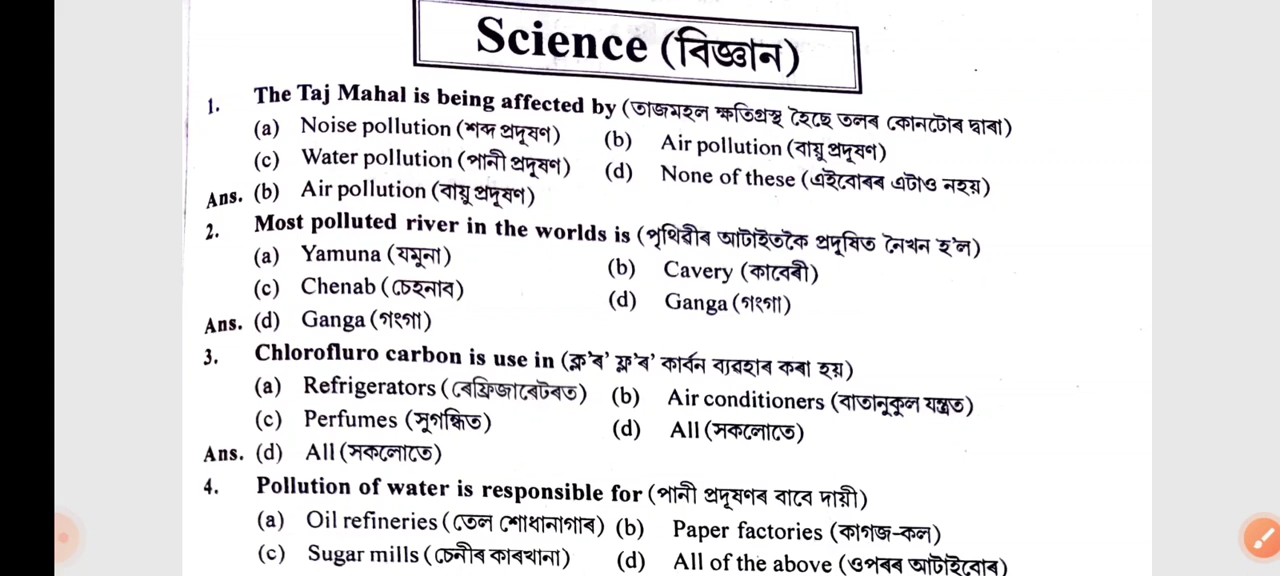 Science (বিজ্ঞান)
1. The Taj Mahal is being affected by (তাজমহল ক্ষতিগ্ৰস্থ হৈছে তলৰ কোনটোৰ দ্বাৰা)
(a) Noise pollution (শব্দ প্ৰদূষণ) (b) Air pollution (বায়ু প্ৰদূষণ)
(c) Water pollution (পানী প্ৰদূষণ) (d) None of these (এইবোৰৰ এটাও নহয়)
Ans. (b) Air pollution (বায়ু প্ৰদূষণ)
2. Most polluted river in the worlds is (পৃথিৱীৰ আটাইতকৈ প্ৰদূষিত নৈখন হ'ল)
(a) Yamuna (যমুনা) (b) Cavery (কাবেৰী)
(c) Chenab (চেহনাব) (d) Ganga (গংগা)
Ans. (d) Ganga (গংগা)
3. Chlorofluro carbon is use in (ক্ল'ৰ' ফ্ল'ৰ' কাৰ্বন ব্যৱহাৰ কৰা হয়)
(a) Refrigerators (ৰেফ্ৰিজাৰেটৰত) (b) Air conditioners (বাতানুকুল যন্ত্ৰত)
(c) Perfumes (সুগন্ধিত) (d) All (সকলোতে)
Ans. (d) All (সকলোতে)
4. Pollution of water is responsible for (পানী প্ৰদূষণৰ বাবে দায়ী)
(a) Oil refineries (তেল শোধানাগাৰ) (b) Paper factories (কাগজ-কল)
(c) Sugar mills (চেনীৰ কাৰখানা) (d) All of the above (ওপৰৰ আটাইবোৰ)